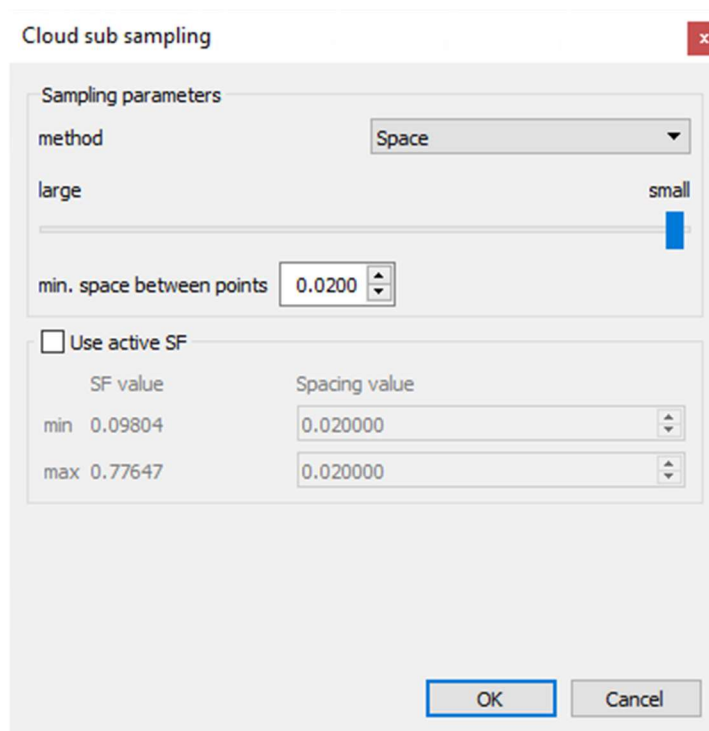 Cloud sub sampling
x
Sampling parameters
method Space
large small
min. space between points 0.0200
Use active SF
SF value Spacing value
min 0.09804 0.020000
max 0.77647 0.020000
OK Cancel